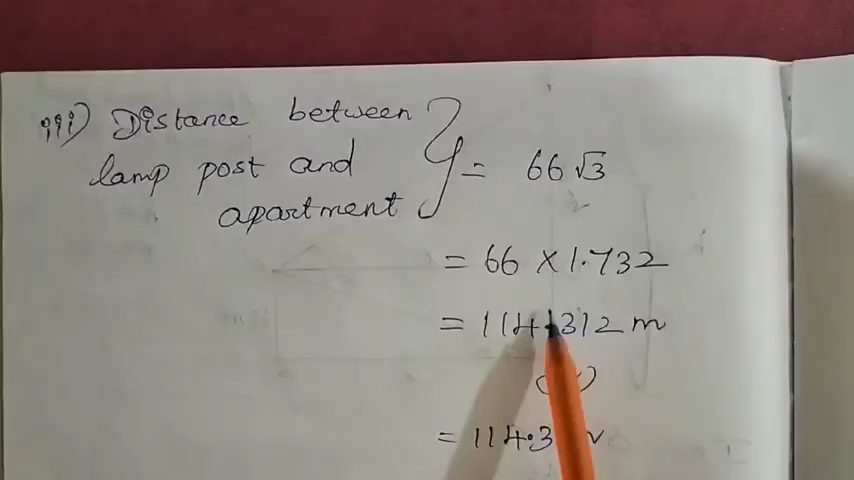 iii) Distance between
lamp post and } = 66 √3
apartment
= 66 × 1.732
= 114.312 m
= 114.3